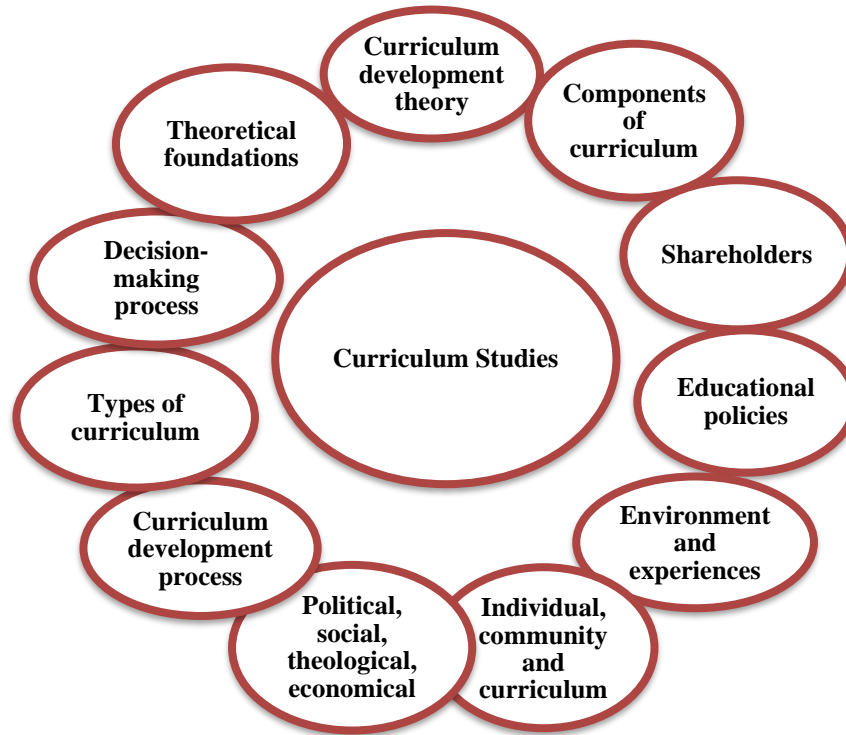 Curriculum
development
theory
Components
of
curriculum
Shareholders
Educational
policies
Environment
and
experiences
Individual,
community
and
curriculum
Political,
social,
theological,
economical
Curriculum
development
process
Types of
curriculum
Decision-
making
process
Theoretical
foundations
Curriculum Studies